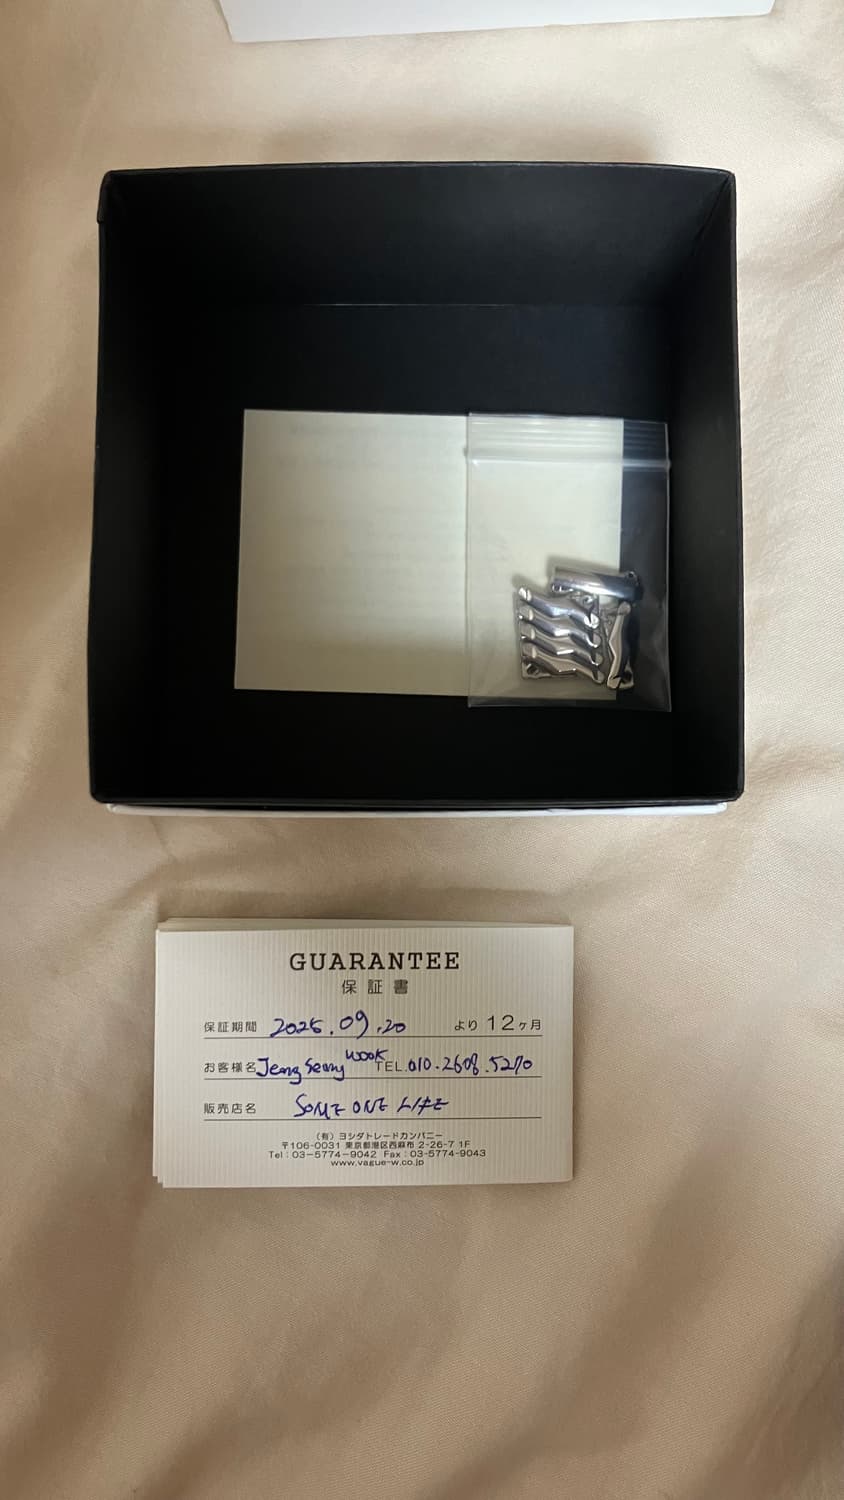 GUARANTEE
保証書
保証期間 2025.09.20 より 12ヶ月
お客様名 Jeong Seong Wook TEL.010.2608.5270
販売店名 SOME ONE LIFE
(有)ヨシダトレードカンパニー
〒106-0031 東京都港区西麻布 2-26-7 1F
Tel : 03-5774-9042 Fax : 03-5774-9043
www.vague-w.co.jp